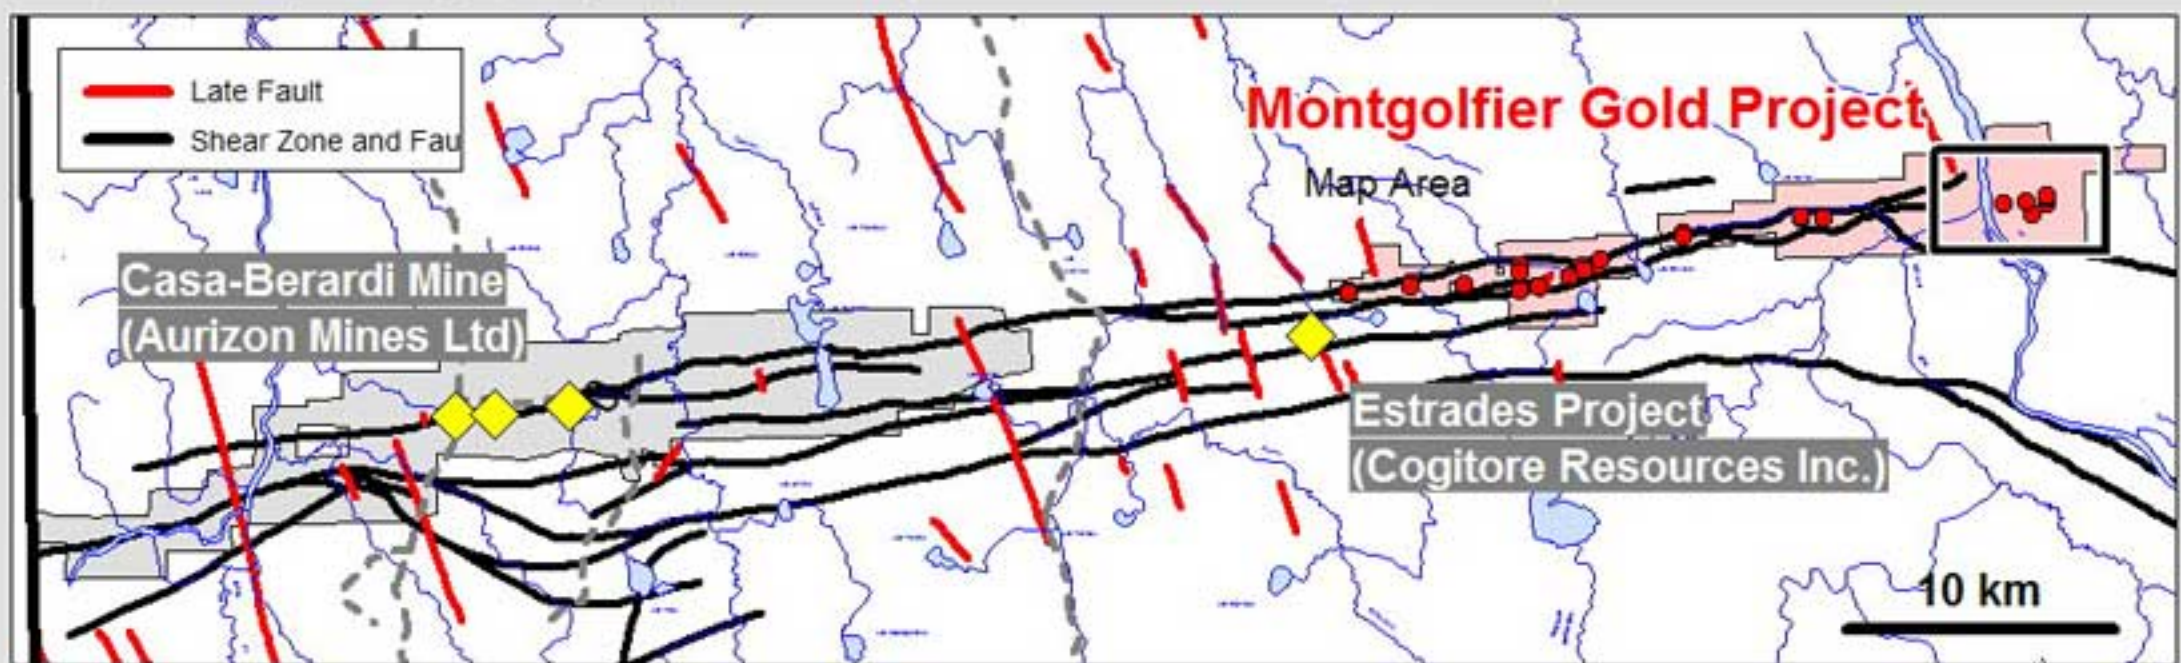 Late Fault
Shear Zone and Fau
Montgolfier Gold Project
Map Area
Casa-Berardi Mine
(Aurizon Mines Ltd)
Estrades Project
(Cogitore Resources Inc.)
10 km